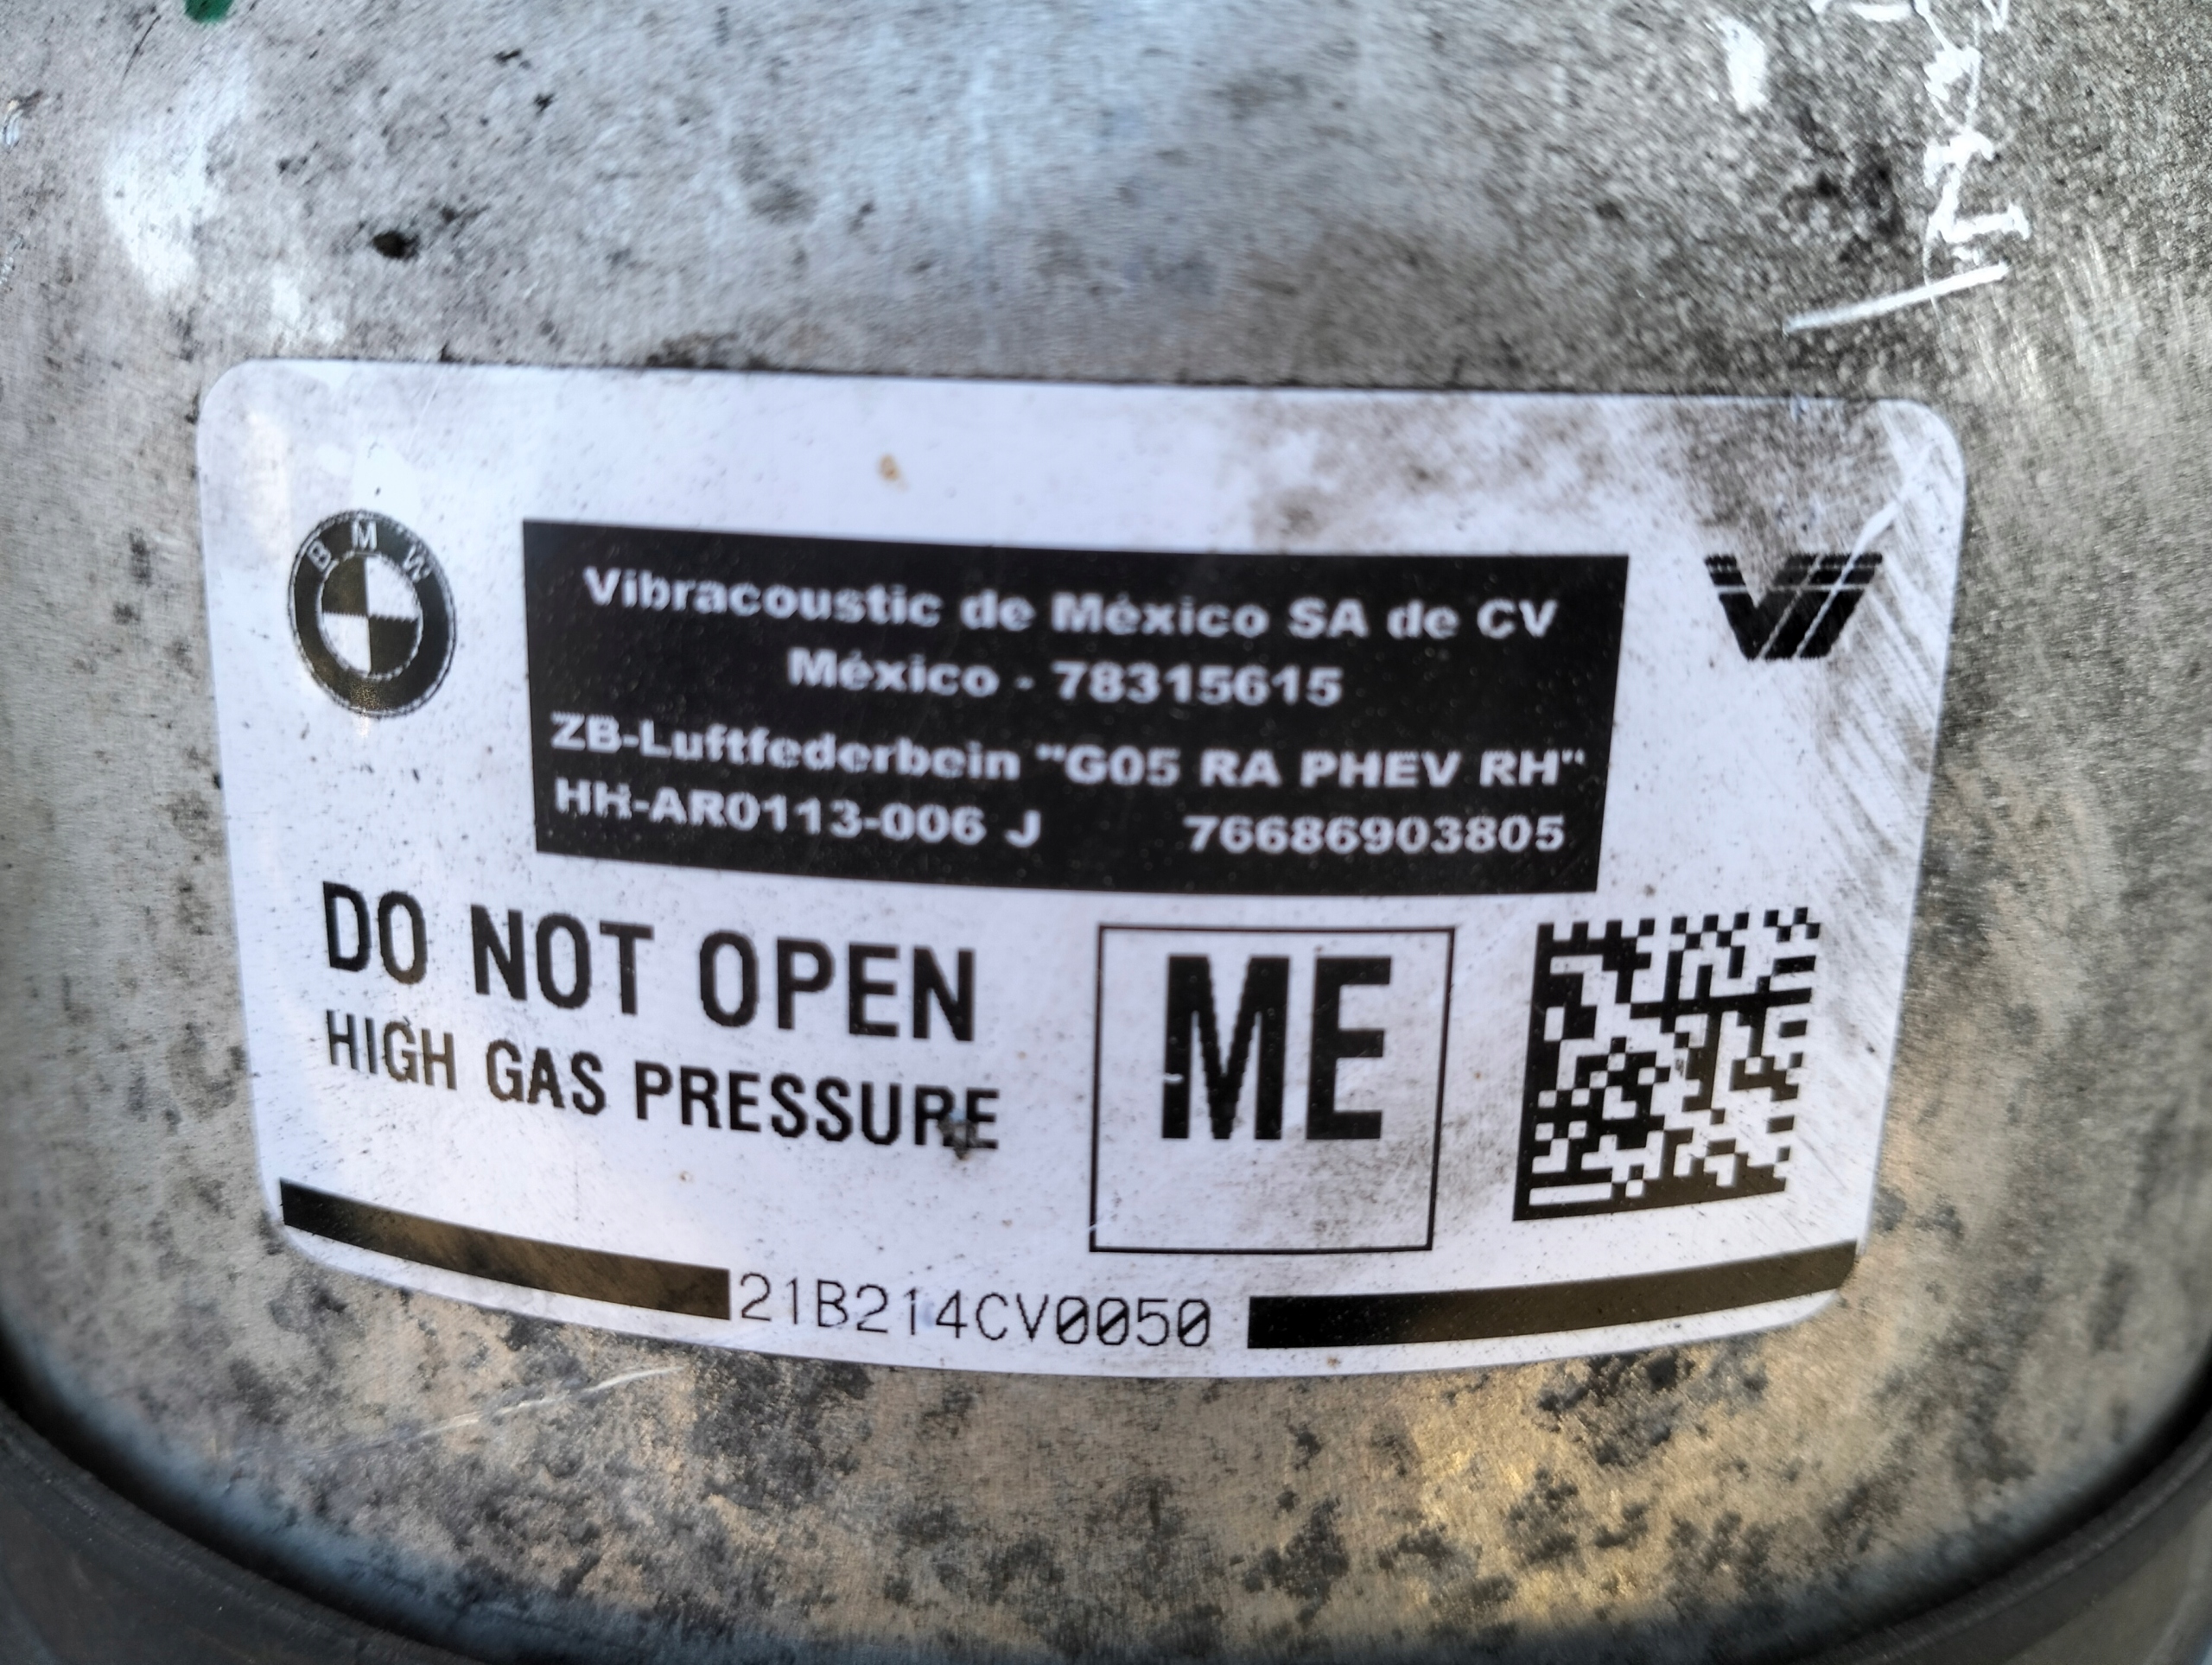 BMW
Vibracoustic de México SA de CV
México - 78315615
ZB-Luftfederbein "G05 RA PHEV RH"
HH-AR0113-006 J 76686903805
DO NOT OPEN
HIGH GAS PRESSURE
ME
21B214CV0050